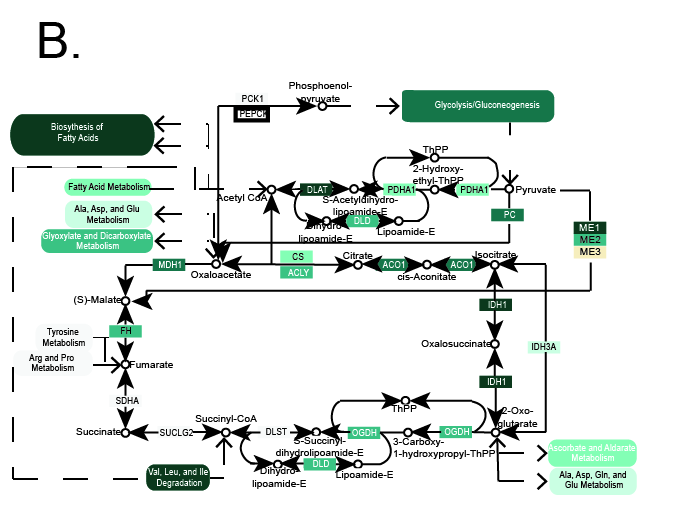 B.
Phosphoenol-
pyruvate
PCK1
PEPCK
Glycolysis/Gluconeogenesis
Biosythesis of
Fatty Acids
ThPP
2-Hydroxy-
ethyl-ThPP
Fatty Acid Metabolism
Acetyl CoA
DLAT
S-Acetyldihydro-
lipoamide-E
PDHA1
PDHA1
Pyruvate
Ala, Asp, and Glu
Metabolism
DLD
Dihydro-
lipoamide-E
Lipoamide-E
PC
ME1
ME2
ME3
Glyoxylate and Dicarboxylate
Metabolism
MDH1
Oxaloacetate
CS
ACLY
Citrate
ACO1
cis-Aconitate
ACO1
Isocitrate
(S)-Malate
IDH1
FH
Tyrosine
Metabolism
Oxalosuccinate
IDH3A
Arg and Pro
Metabolism
Fumarate
IDH1
SDHA
ThPP
2-Oxo-
glutarate
Succinate
SUCLG2
Succinyl-CoA
DLST
S-Succinyl-
dihydrolipoamide-E
OGDH
3-Carboxy-
1-hydroxypropyl-ThPP
OGDH
DLD
Dihydro-
lipoamide-E
Lipoamide-E
Val, Leu, and Ile
Degradation
Ascorbate and Aldarate
Metabolism
Ala, Asp, Gln, and
Glu Metabolism